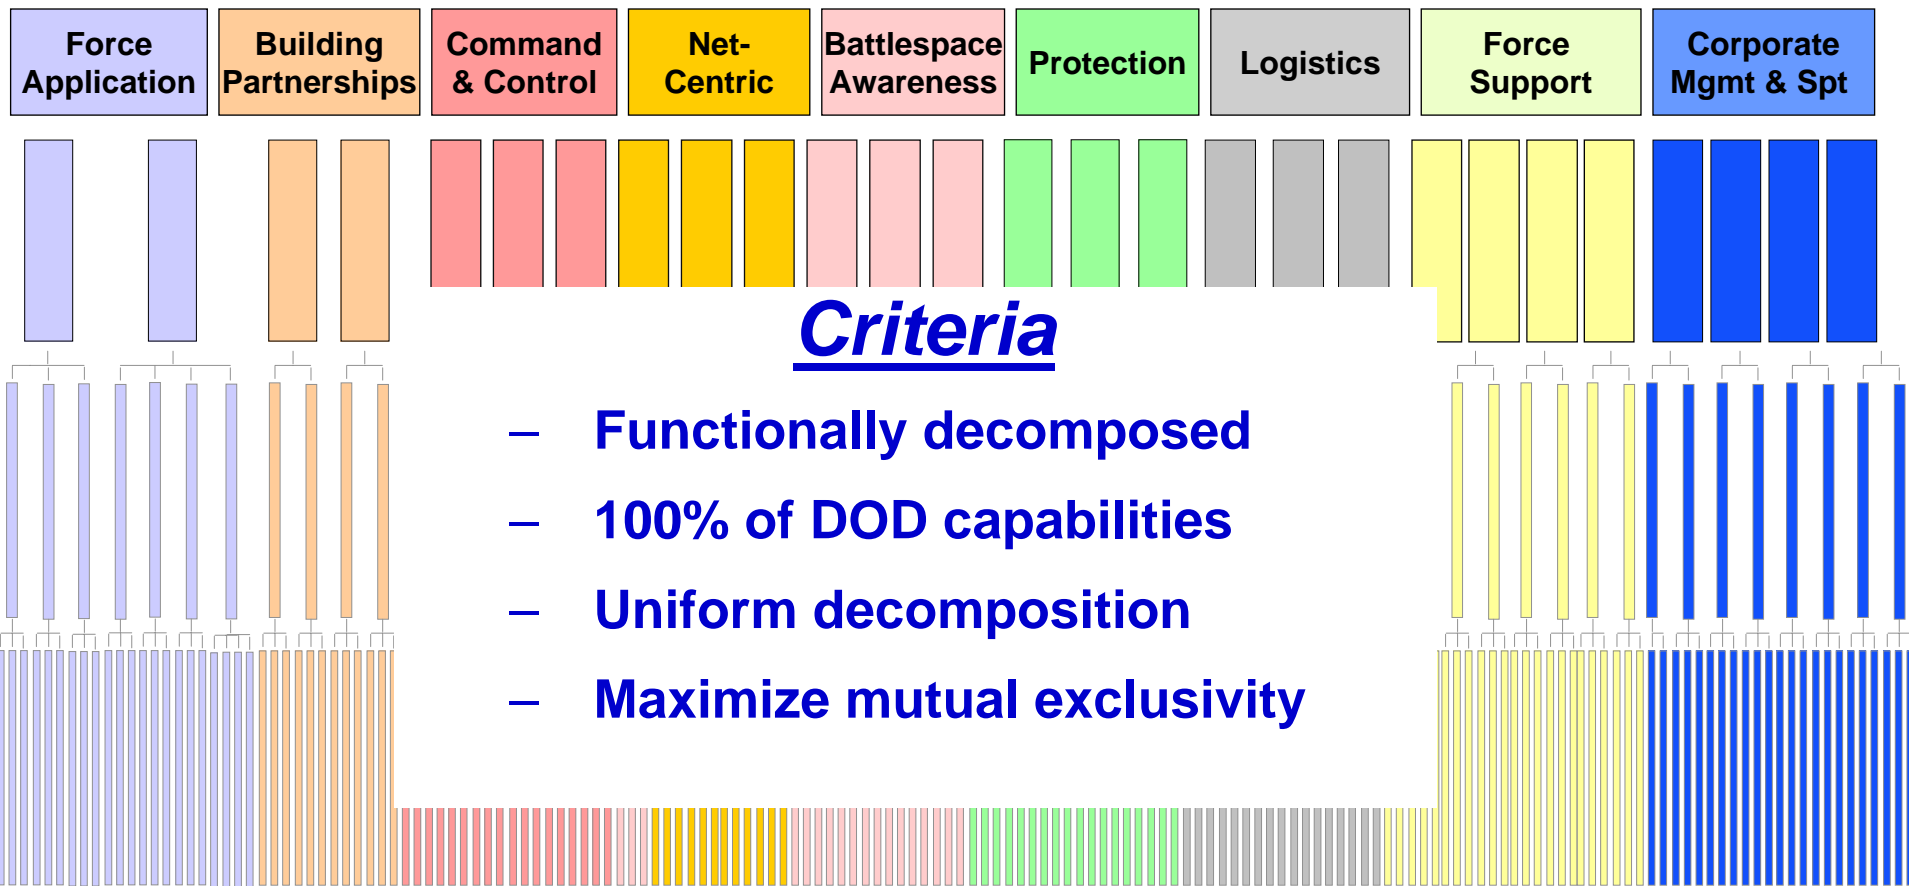 Force
Application
Building
Partnerships
Command
& Control
Net-
Centric
Battlespace
Awareness
Protection
Logistics
Force
Support
Corporate
Mgmt & Spt
Criteria
– Functionally decomposed
– 100% of DOD capabilities
– Uniform decomposition
– Maximize mutual exclusivity